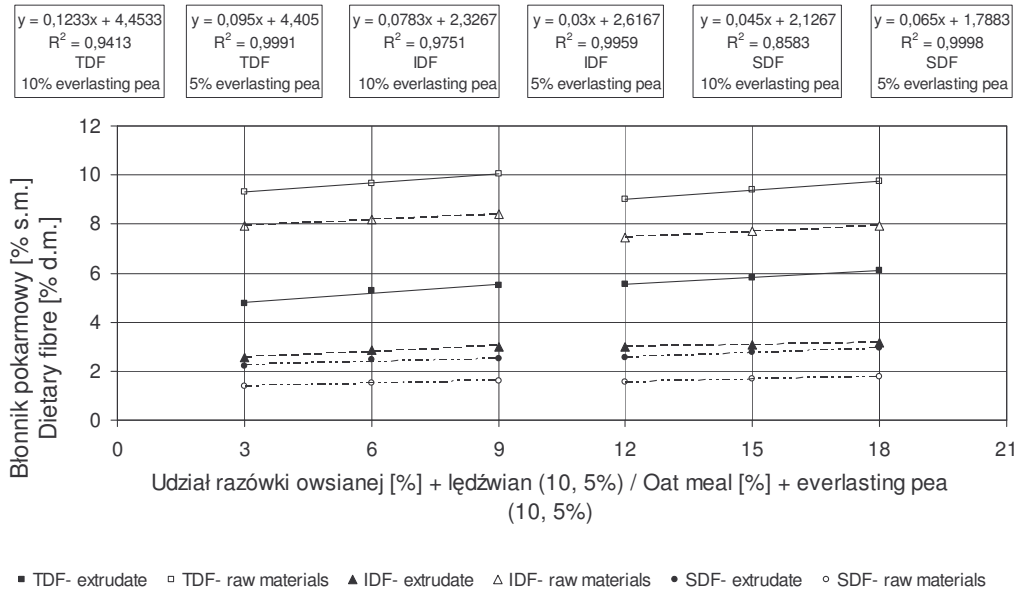 y = 0,1233x + 4,4533
R² = 0,9413
TDF
10% everlasting pea
y = 0,095x + 4,405
R² = 0,9991
TDF
5% everlasting pea
y = 0,0783x + 2,3267
R² = 0,9751
IDF
10% everlasting pea
y = 0,03x + 2,6167
R² = 0,9959
IDF
5% everlasting pea
y = 0,045x + 2,1267
R² = 0,8583
SDF
10% everlasting pea
y = 0,065x + 1,7883
R² = 0,9998
SDF
5% everlasting pea
Błonnik pokarmowy [% s.m.]
Dietary fibre [% d.m.]
12
10
8
6
4
2
0
0 3 6 9 12 15 18 21
Udział razówki owsianej [%] + lędźwian (10, 5%) / Oat meal [%] + everlasting pea
(10, 5%)
TDF- extrudate TDF- raw materials IDF- extrudate IDF- raw materials SDF- extrudate SDF- raw materials